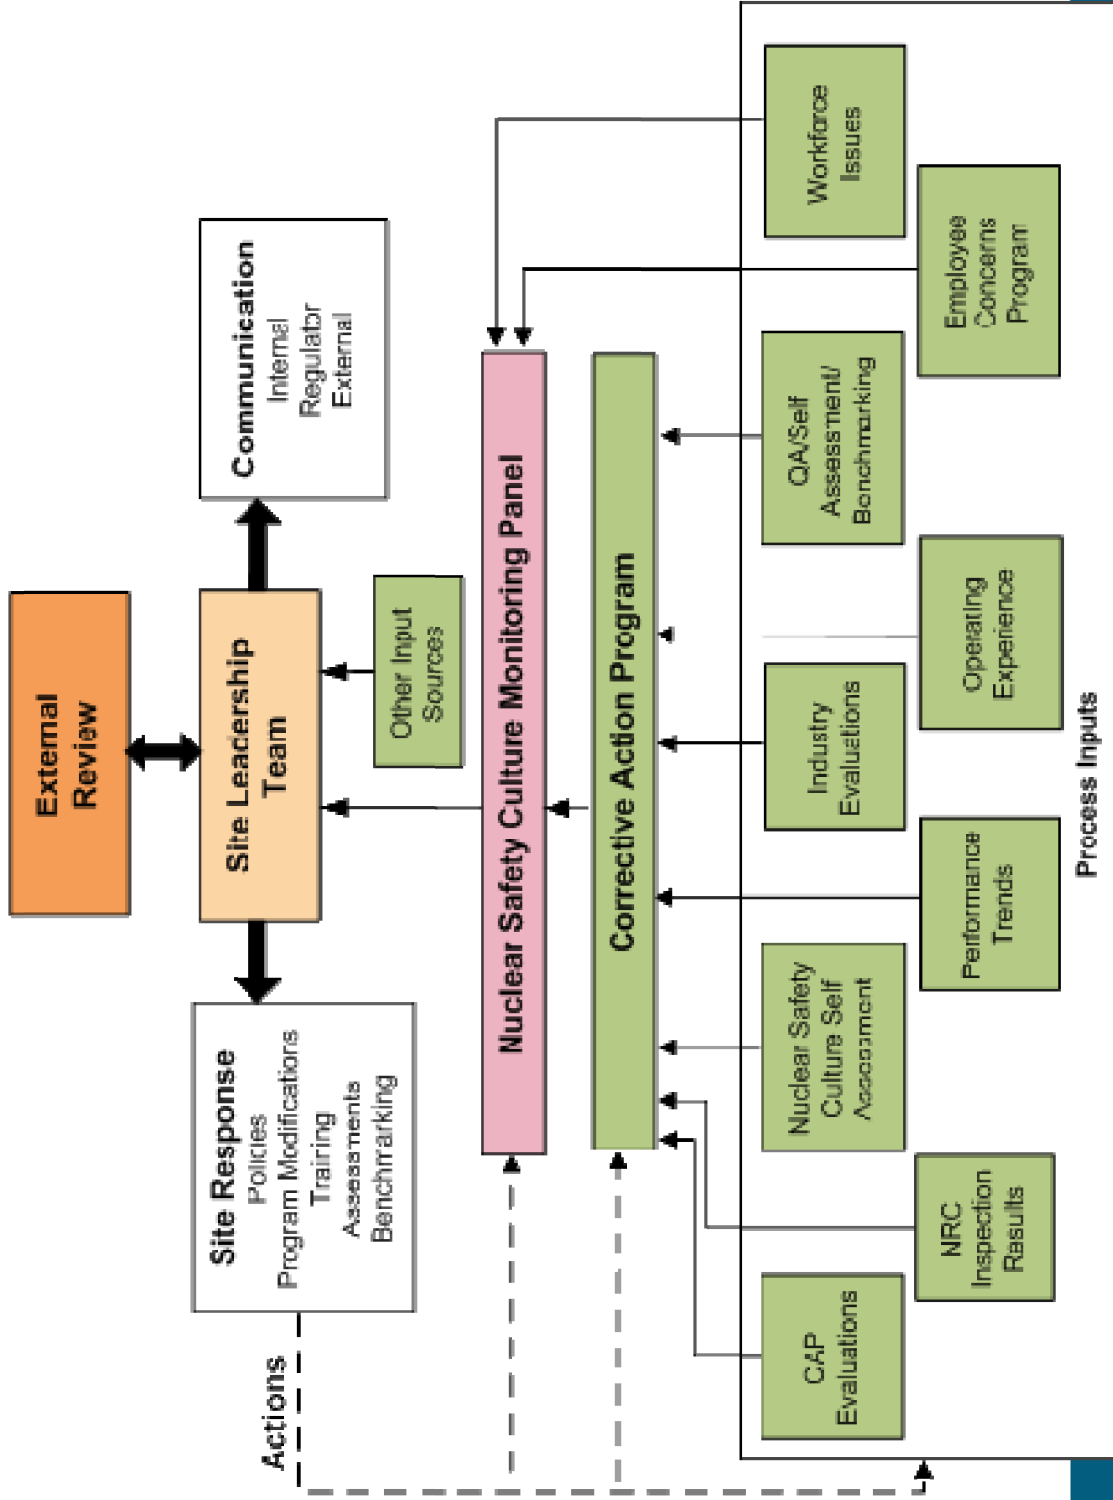 External
Review
Site Response
Policies
Program Modifications
Training
Assessments
Benchmarking
Site Leadership
Team
Communication
Internal
Regulator
External
Actions
Other Input
Sources
Nuclear Safety Culture Monitoring Panel
Corrective Action Program
CAP
Evaluations
NRC
Inspection
Results
Nuclear Safety
Culture Self
Assessment
Performance
Trends
Industry
Evaluations
Operating
Experience
QA/Self
Assessment/
Benchmarking
Employee
Concerns
Program
Workforce
Issues
Process Inputs